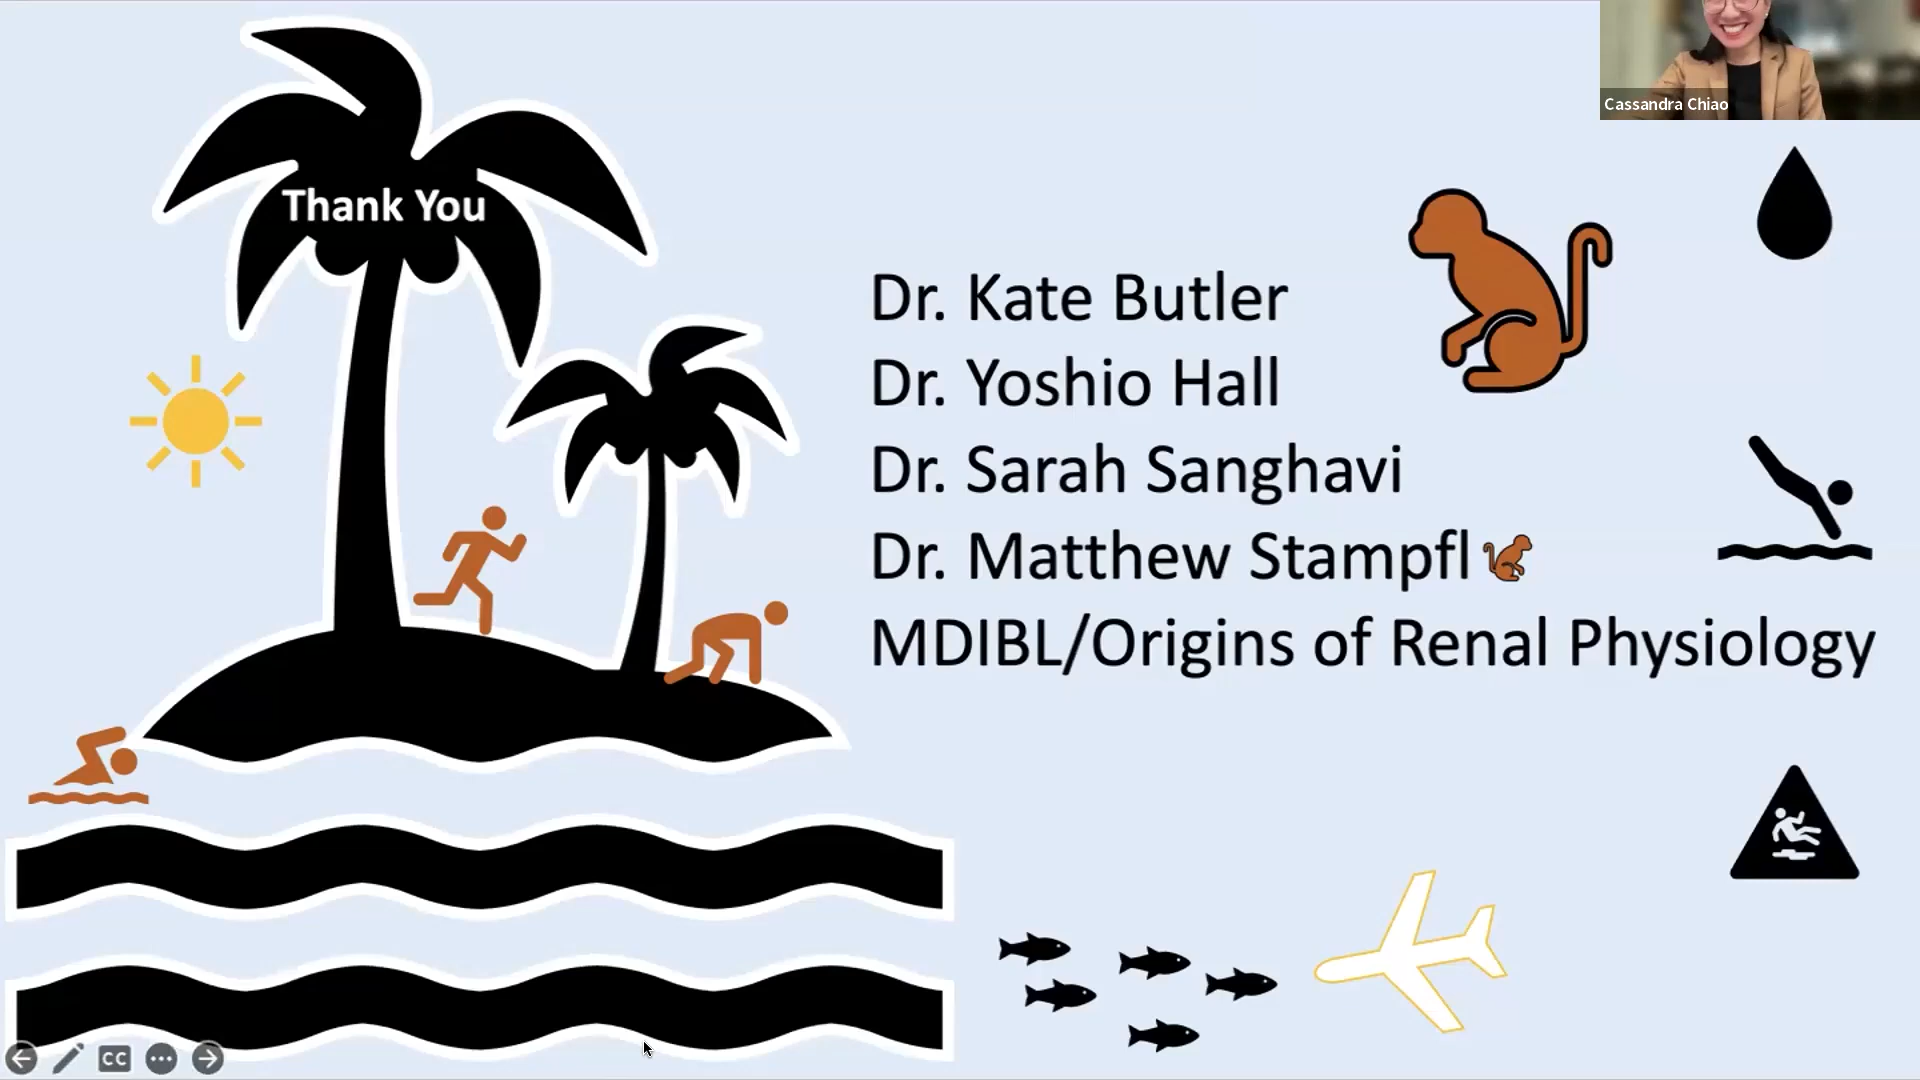 Cassandra Chiao
Thank You
Dr. Kate Butler
Dr. Yoshio Hall
Dr. Sarah Sanghavi
Dr. Matthew Stampfl
MDIBL/Origins of Renal Physiology
CC